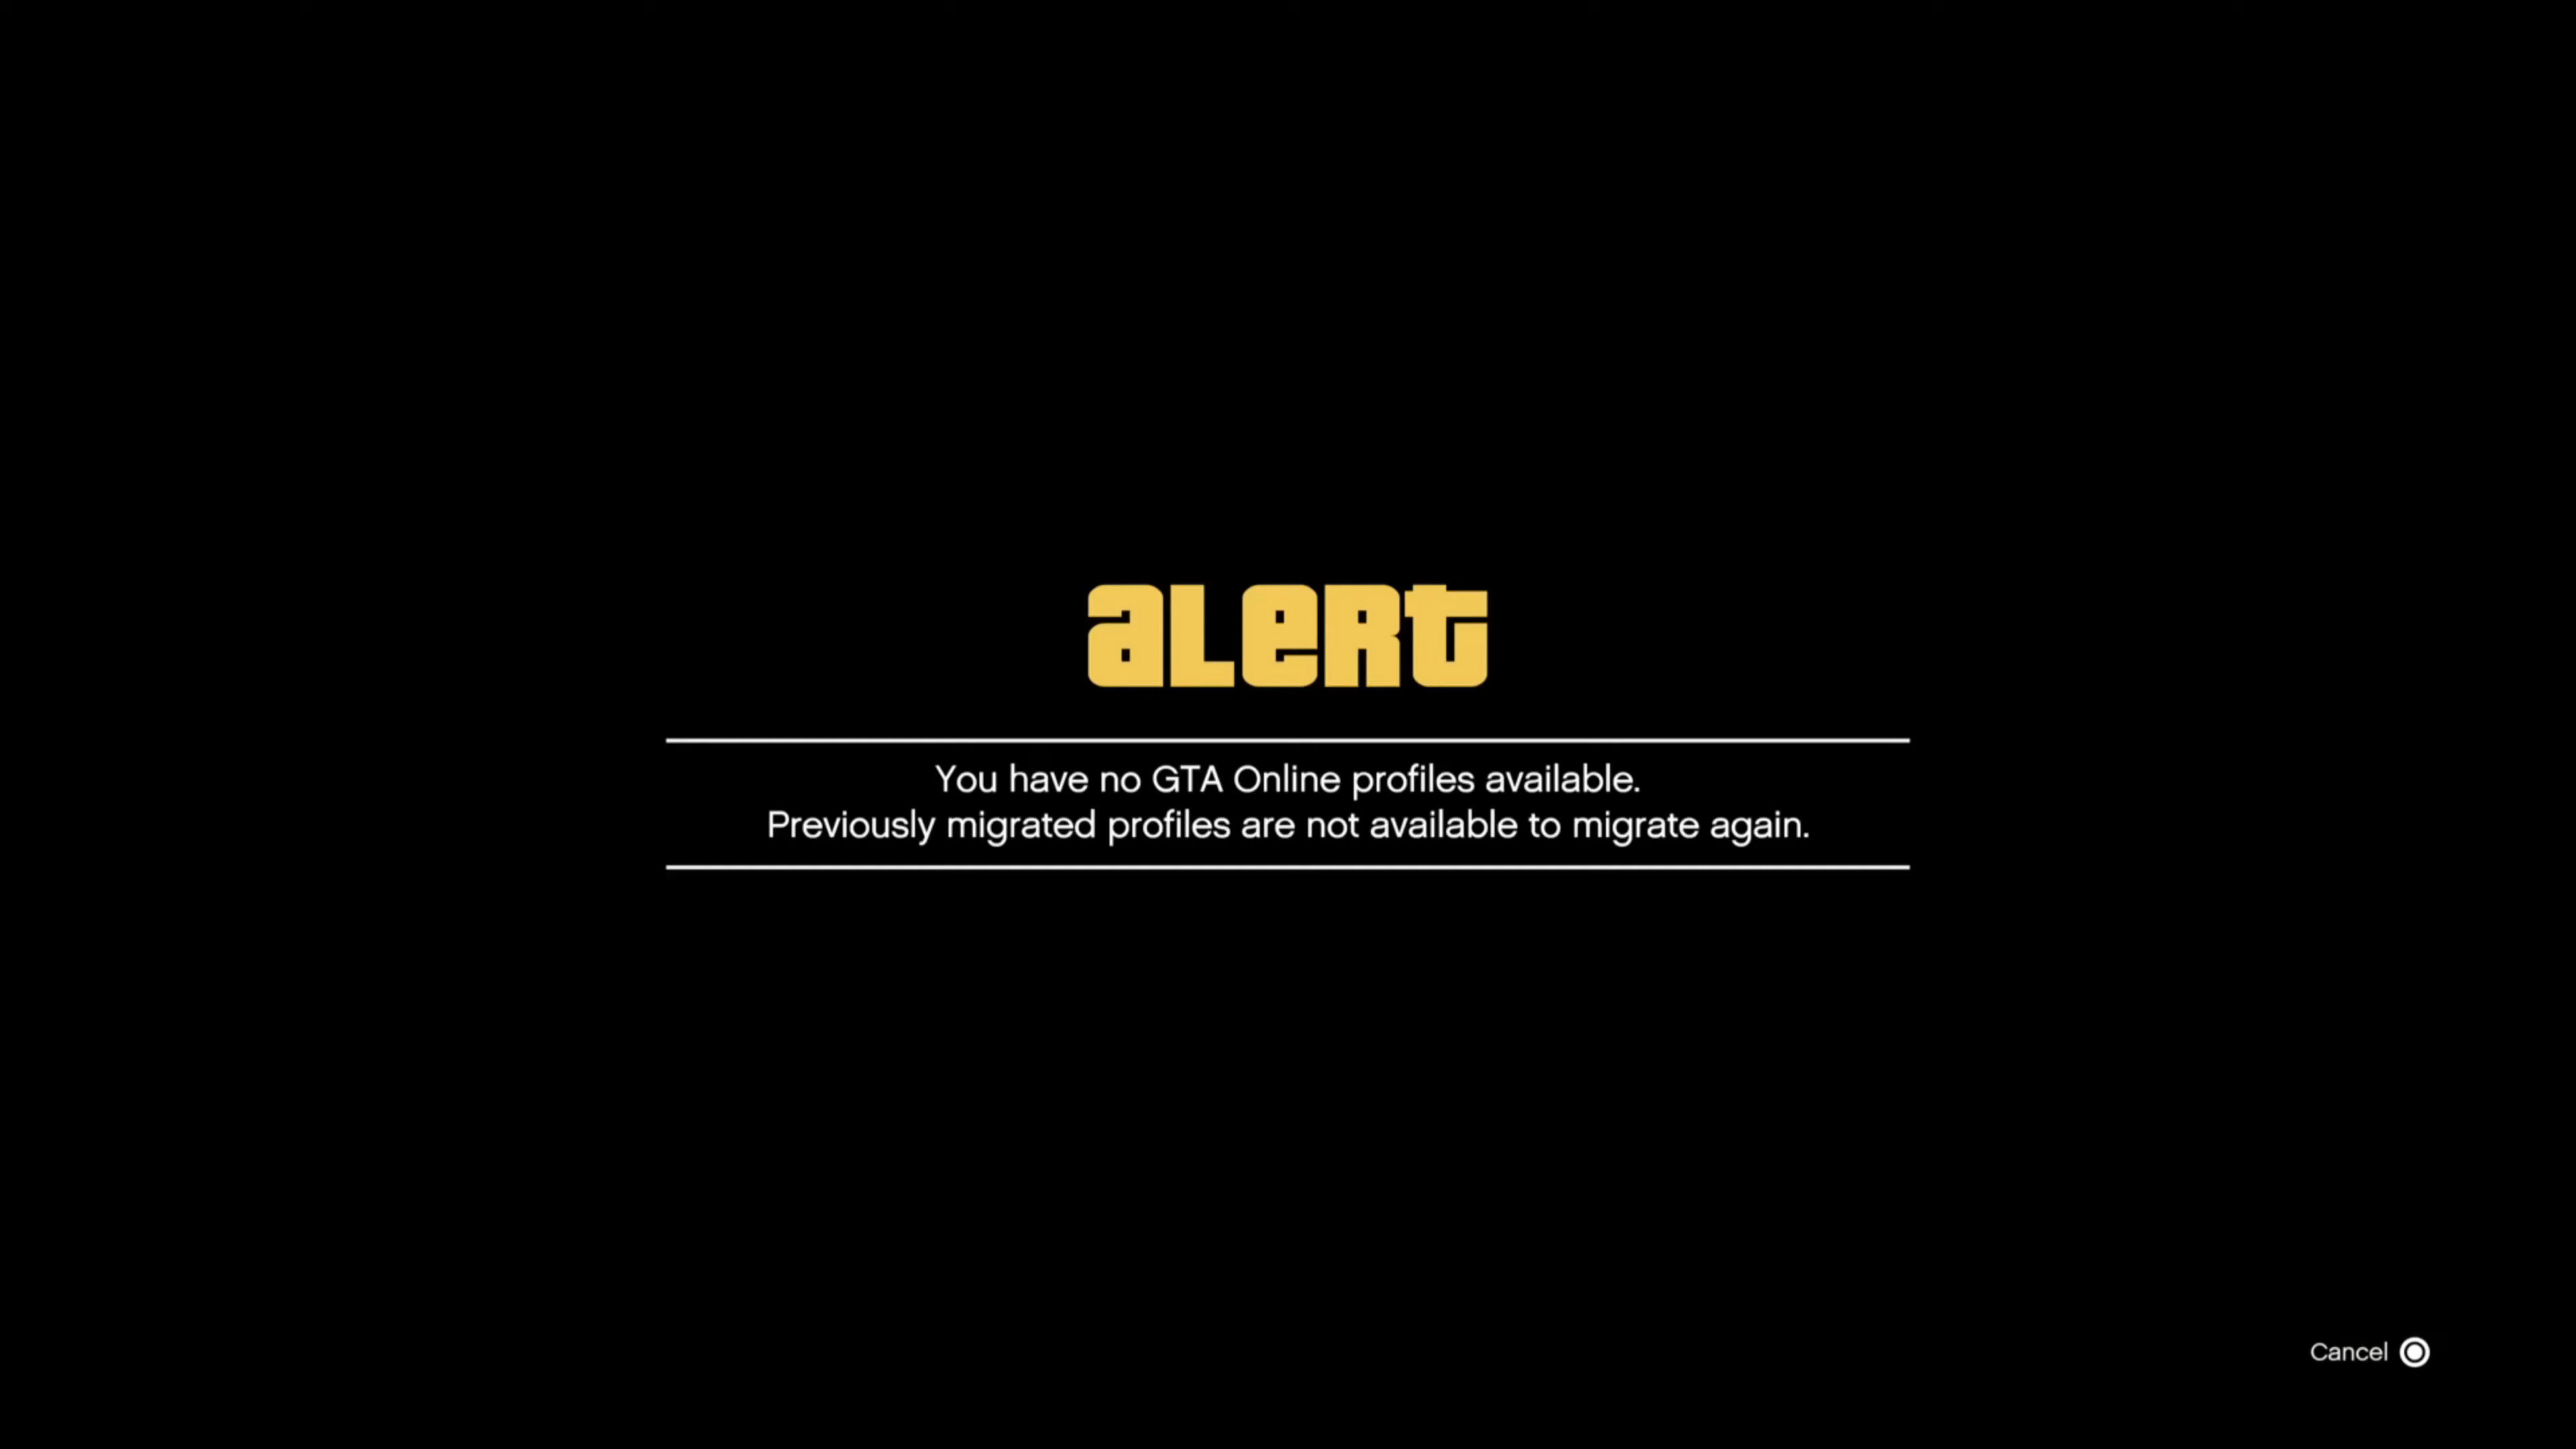 alert
You have no GTA Online profiles available.
Previously migrated profiles are not available to migrate again.
Cancel